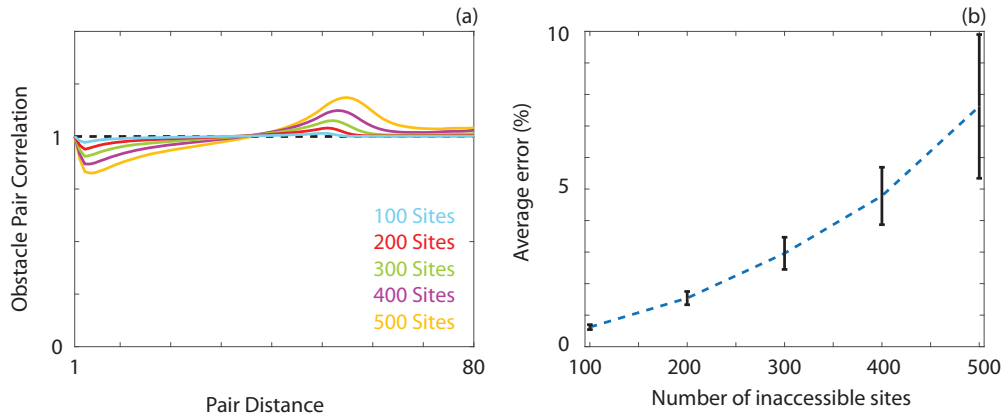 (a)
Obstacle Pair Correlation
1
0
100 Sites
200 Sites
300 Sites
400 Sites
500 Sites
1
80
Pair Distance
(b)
Average error (%)
10
5
0
100
200
300
400
500
Number of inaccessible sites